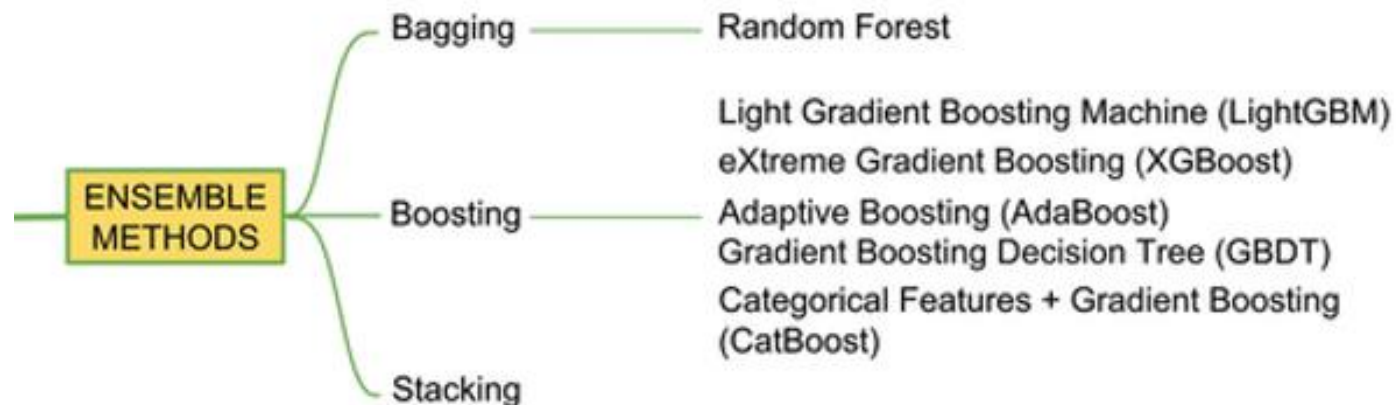 Bagging
Random Forest
Light Gradient Boosting Machine (LightGBM)
eXtreme Gradient Boosting (XGBoost)
ENSEMBLE
METHODS
Boosting
Adaptive Boosting (AdaBoost)
Gradient Boosting Decision Tree (GBDT)
Categorical Features + Gradient Boosting
(CatBoost)
Stacking